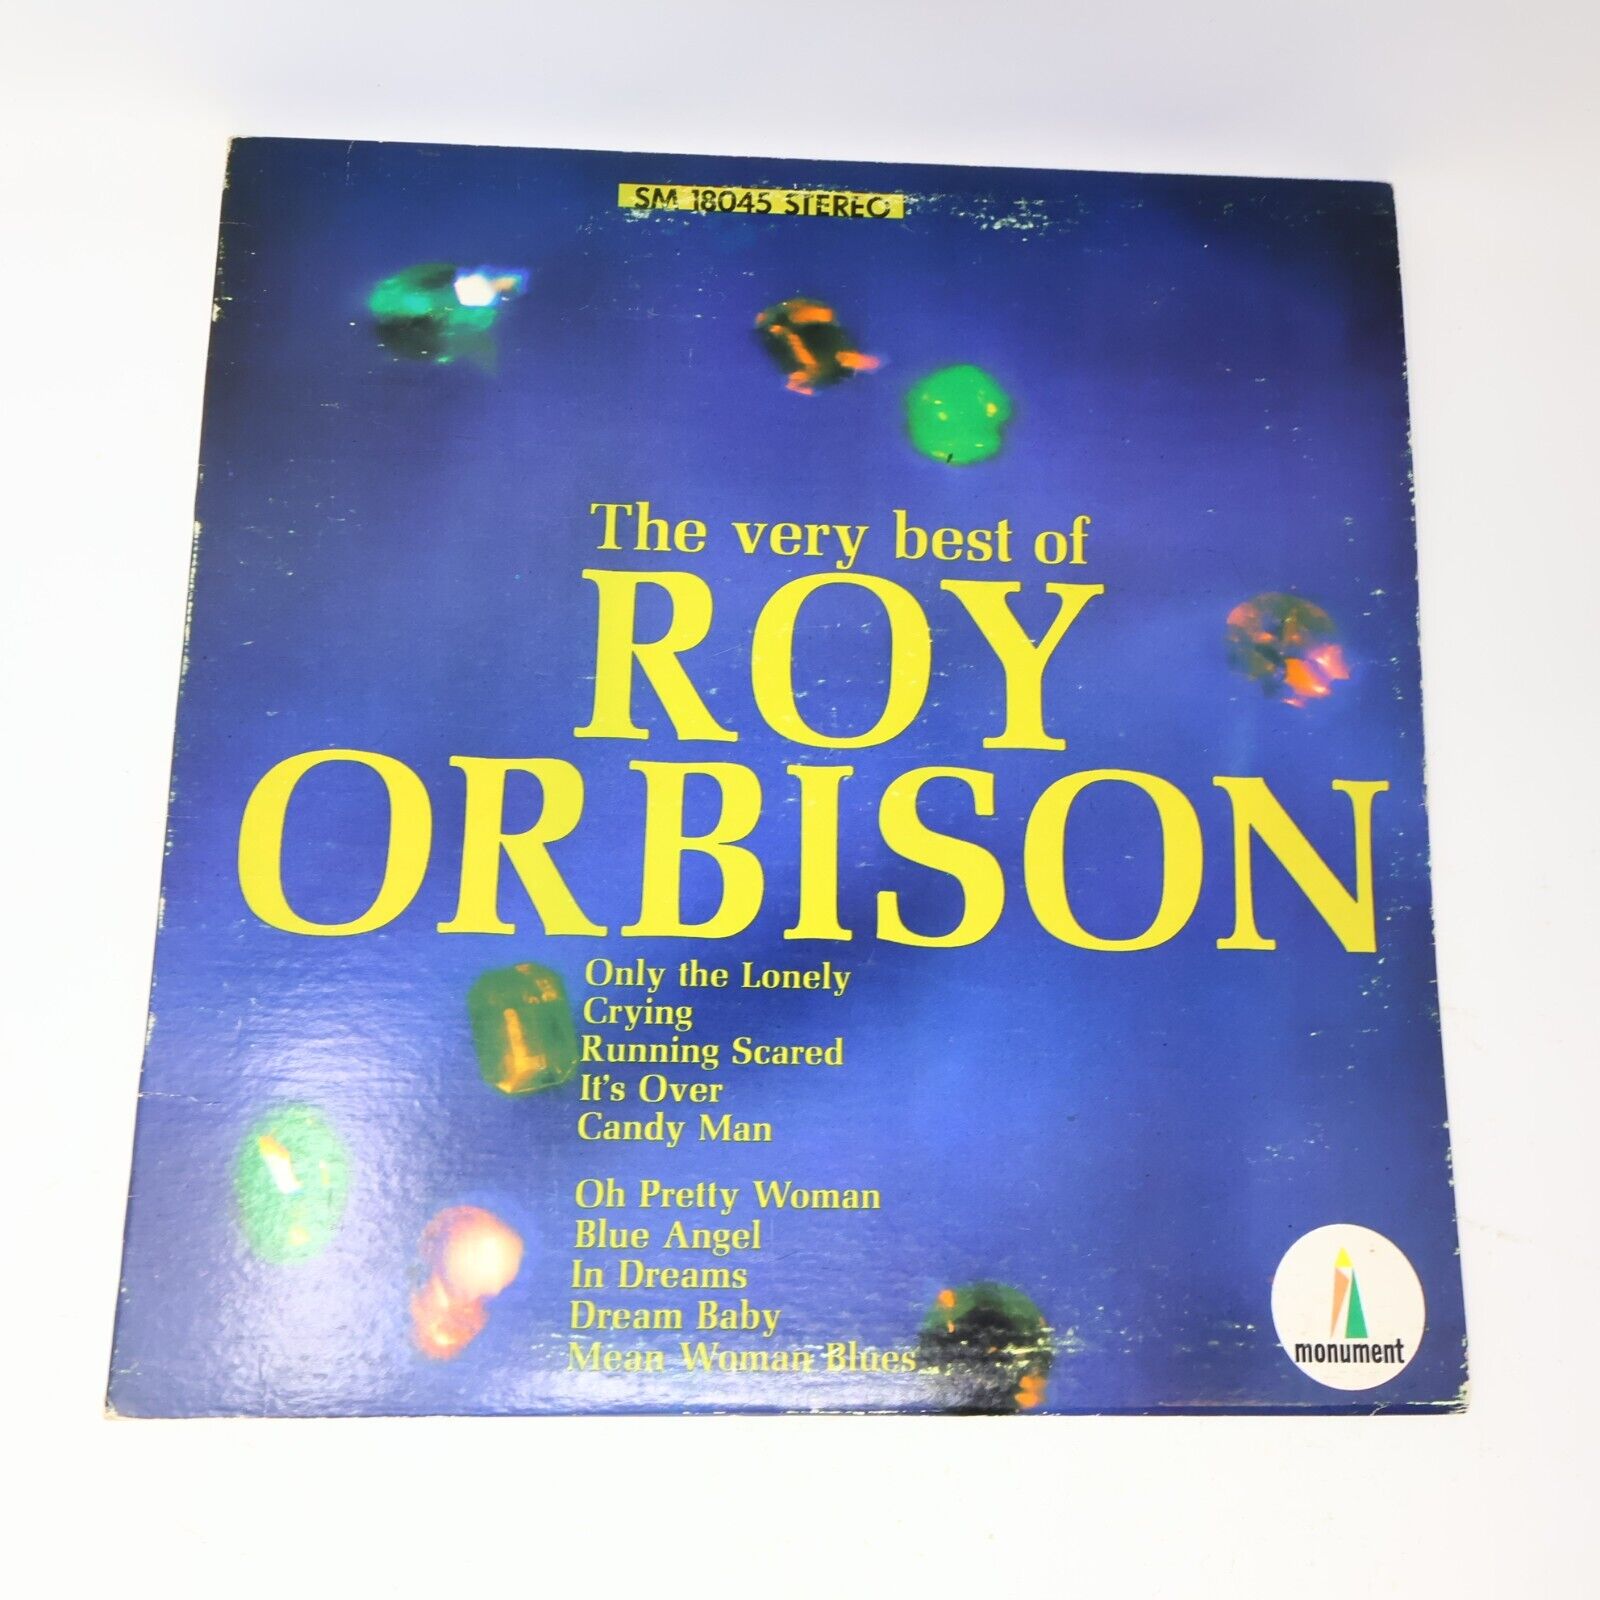 SM 18045 STEREO
The very best of
ROY
ORBISON
Only the Lonely
Crying
Running Scared
It's Over
Candy Man
Oh Pretty Woman
Blue Angel
In Dreams
Dream Baby
Mean Woman Blues
monument